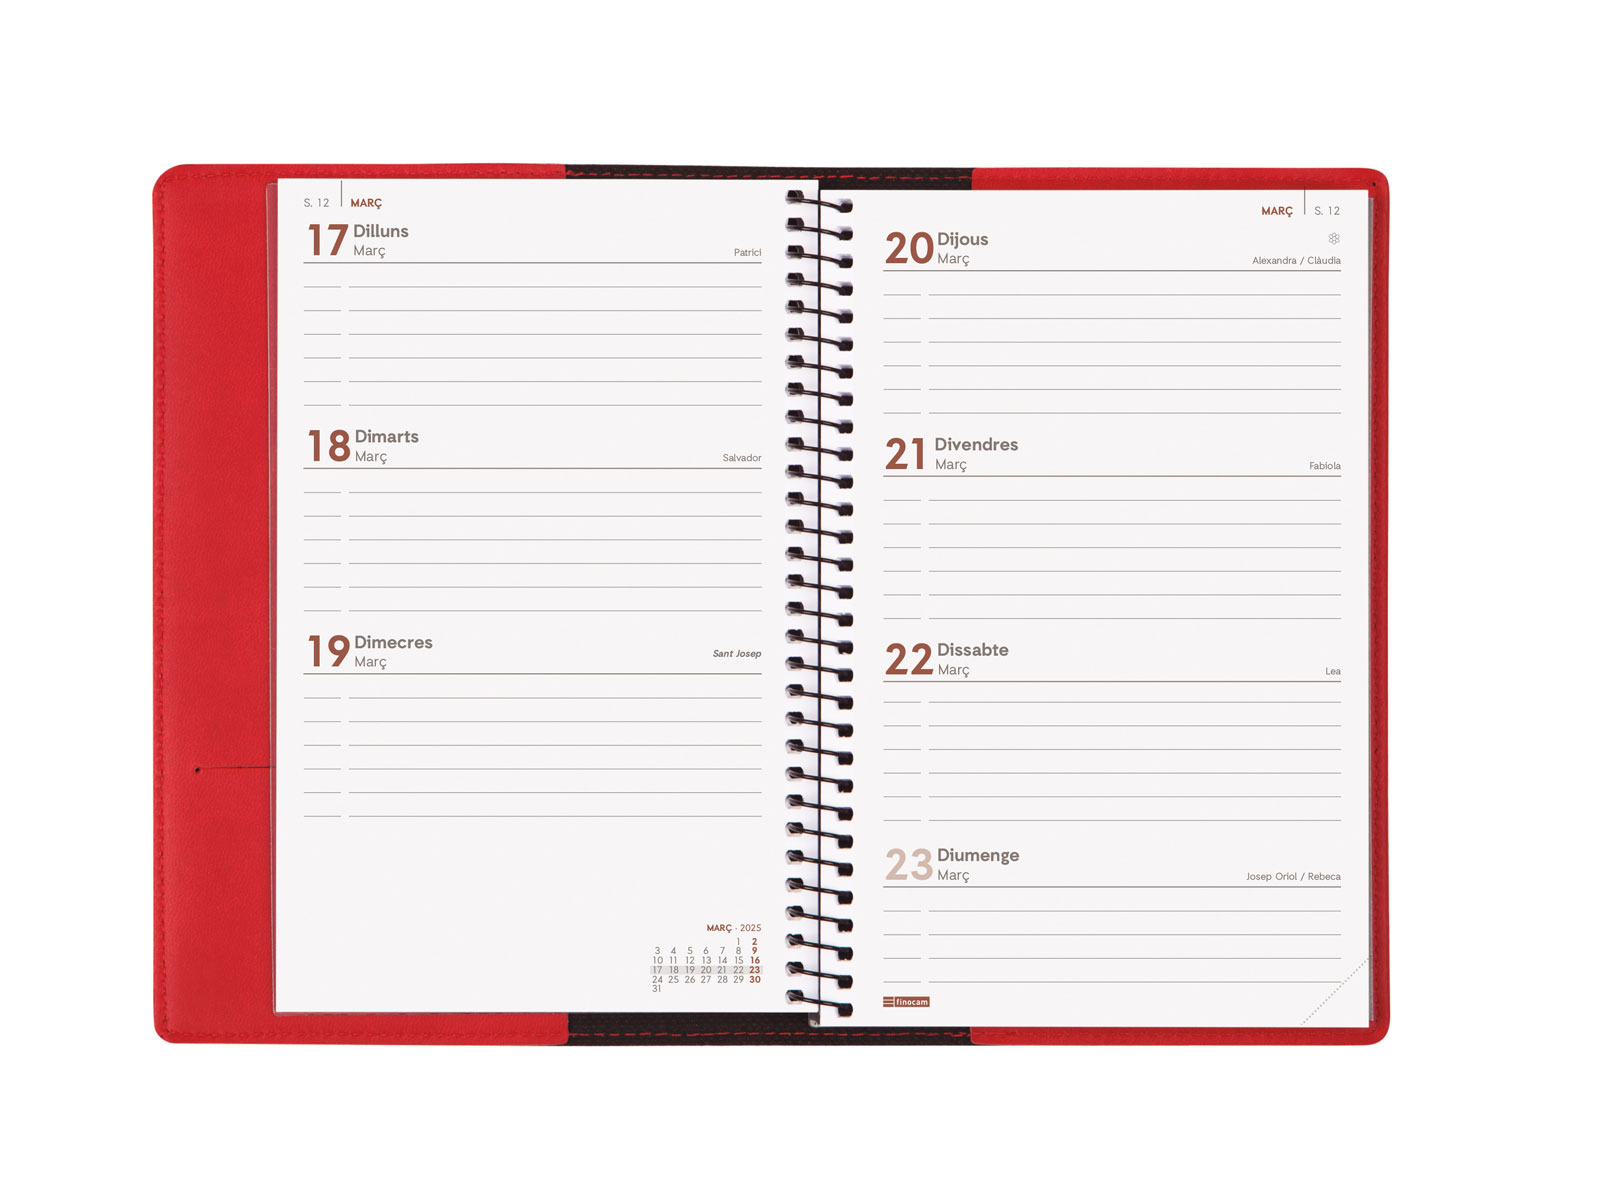 S. 12 MARÇ
17 Dilluns
Març
Patrici
18 Dimarts
Març
Salvador
19 Dimecres
Març
Sant Josep
MARÇ · 2025
1 2
3 4 5 6 7 8 9
10 11 12 13 14 15 16
17 18 19 20 21 22 23
24 25 26 27 28 29 30
31
MARÇ S. 12
20 Dijous
Març
Alexandra / Clàudia
21 Divendres
Març
Fabiola
22 Dissabte
Març
Lea
23 Diumenge
Març
Josep Oriol / Rebeca
finocam